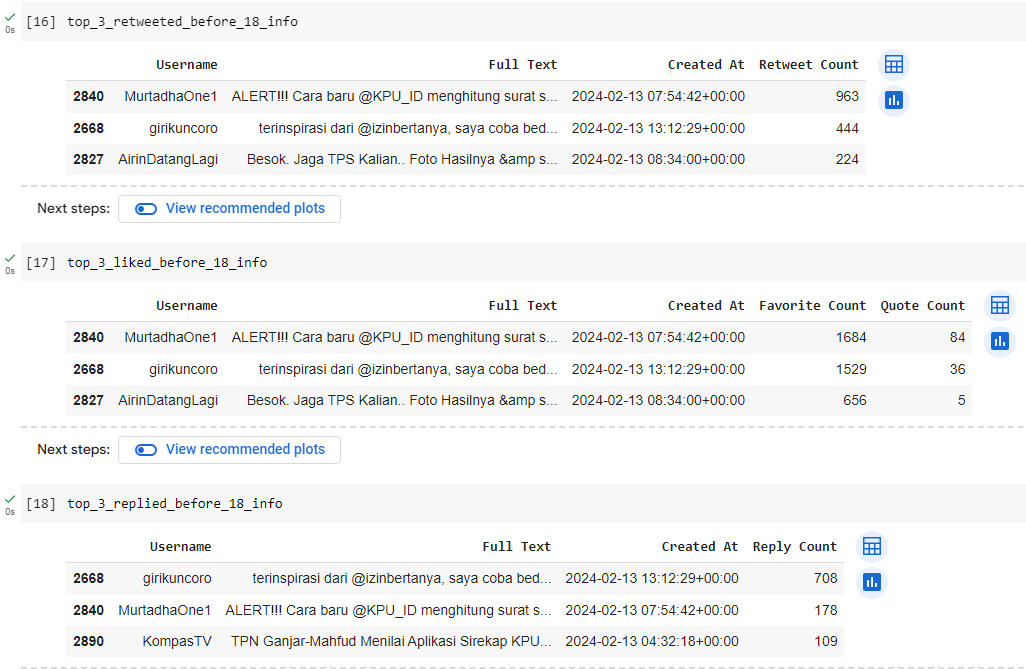 [16] top_3_retweeted_before_18_info
0s
Username Full Text Created At Retweet Count
2840 MurtadhaOne1 ALERT!!! Cara baru @KPU_ID menghitung surat s... 2024-02-13 07:54:42+00:00 963
2668 girikuncoro terinspirasi dari @izinbertanya, saya coba bed... 2024-02-13 13:12:29+00:00 444
2827 AirinDatangLagi Besok. Jaga TPS Kalian.. Foto Hasilnya &amp s... 2024-02-13 08:34:00+00:00 224
Next steps: View recommended plots
[17] top_3_liked_before_18_info
0s
Username Full Text Created At Favorite Count Quote Count
2840 MurtadhaOne1 ALERT!!! Cara baru @KPU_ID menghitung surat s... 2024-02-13 07:54:42+00:00 1684 84
2668 girikuncoro terinspirasi dari @izinbertanya, saya coba bed... 2024-02-13 13:12:29+00:00 1529 36
2827 AirinDatangLagi Besok. Jaga TPS Kalian.. Foto Hasilnya &amp s... 2024-02-13 08:34:00+00:00 656 5
Next steps: View recommended plots
[18] top_3_replied_before_18_info
0s
Username Full Text Created At Reply Count
2668 girikuncoro terinspirasi dari @izinbertanya, saya coba bed... 2024-02-13 13:12:29+00:00 708
2840 MurtadhaOne1 ALERT!!! Cara baru @KPU_ID menghitung surat s... 2024-02-13 07:54:42+00:00 178
2890 KompasTV TPN Ganjar-Mahfud Menilai Aplikasi Sirekap KPU... 2024-02-13 04:32:18+00:00 109